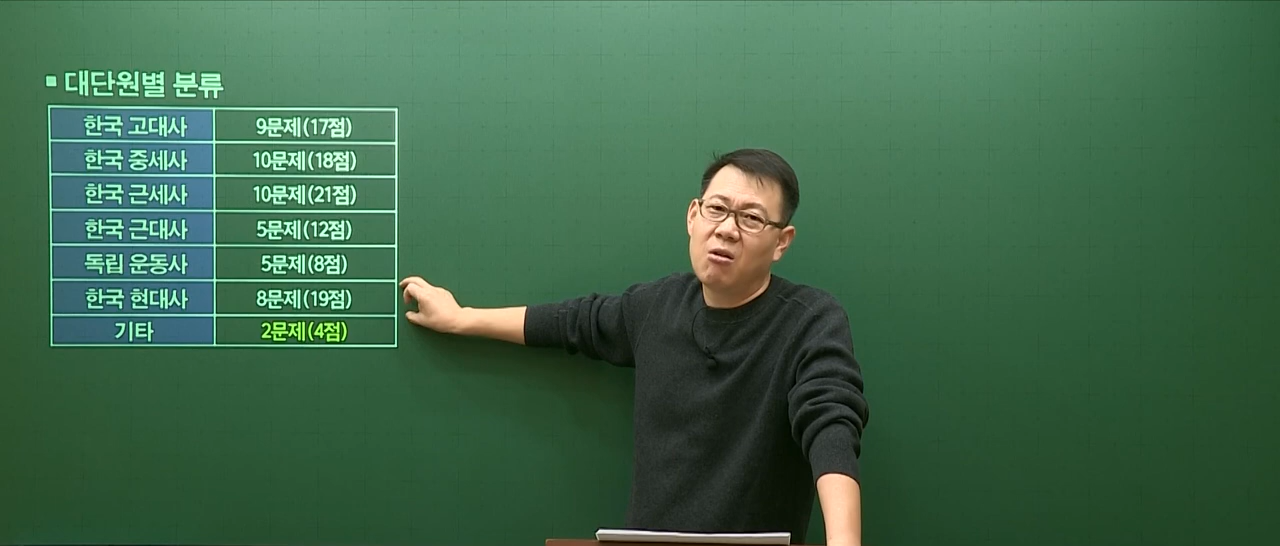 ▪ 대단원별 분류
한국 고대사 9문제(17점)
한국 중세사 10문제(18점)
한국 근세사 10문제(21점)
한국 근대사 5문제(12점)
독립 운동사 5문제(8점)
한국 현대사 8문제(19점)
기타 2문제(4점)